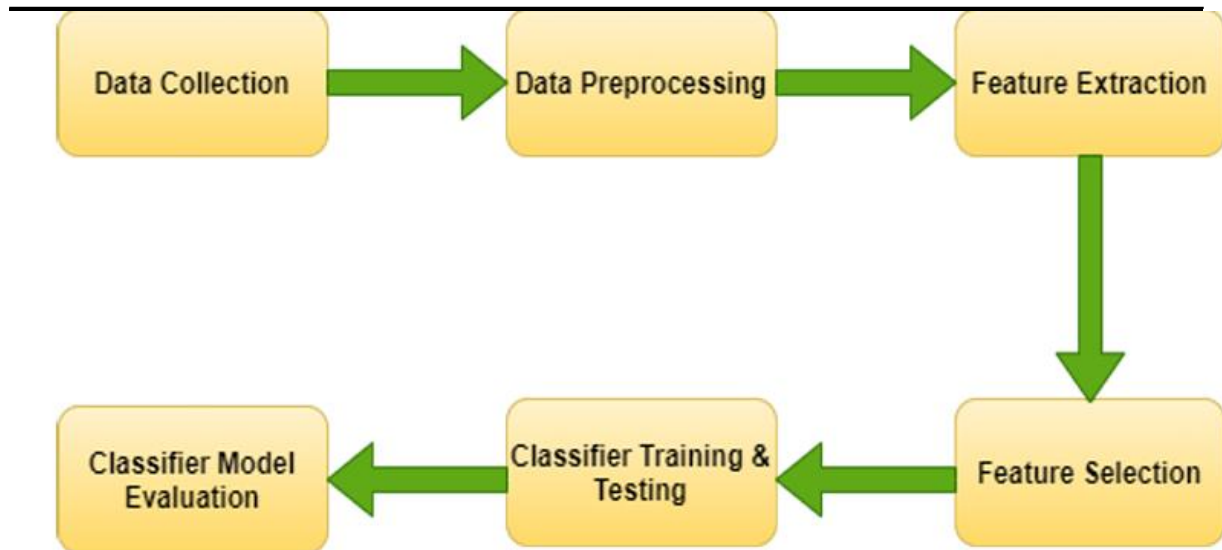 Data Collection
Data Preprocessing
Feature Extraction
Feature Selection
Classifier Training &
Testing
Classifier Model
Evaluation